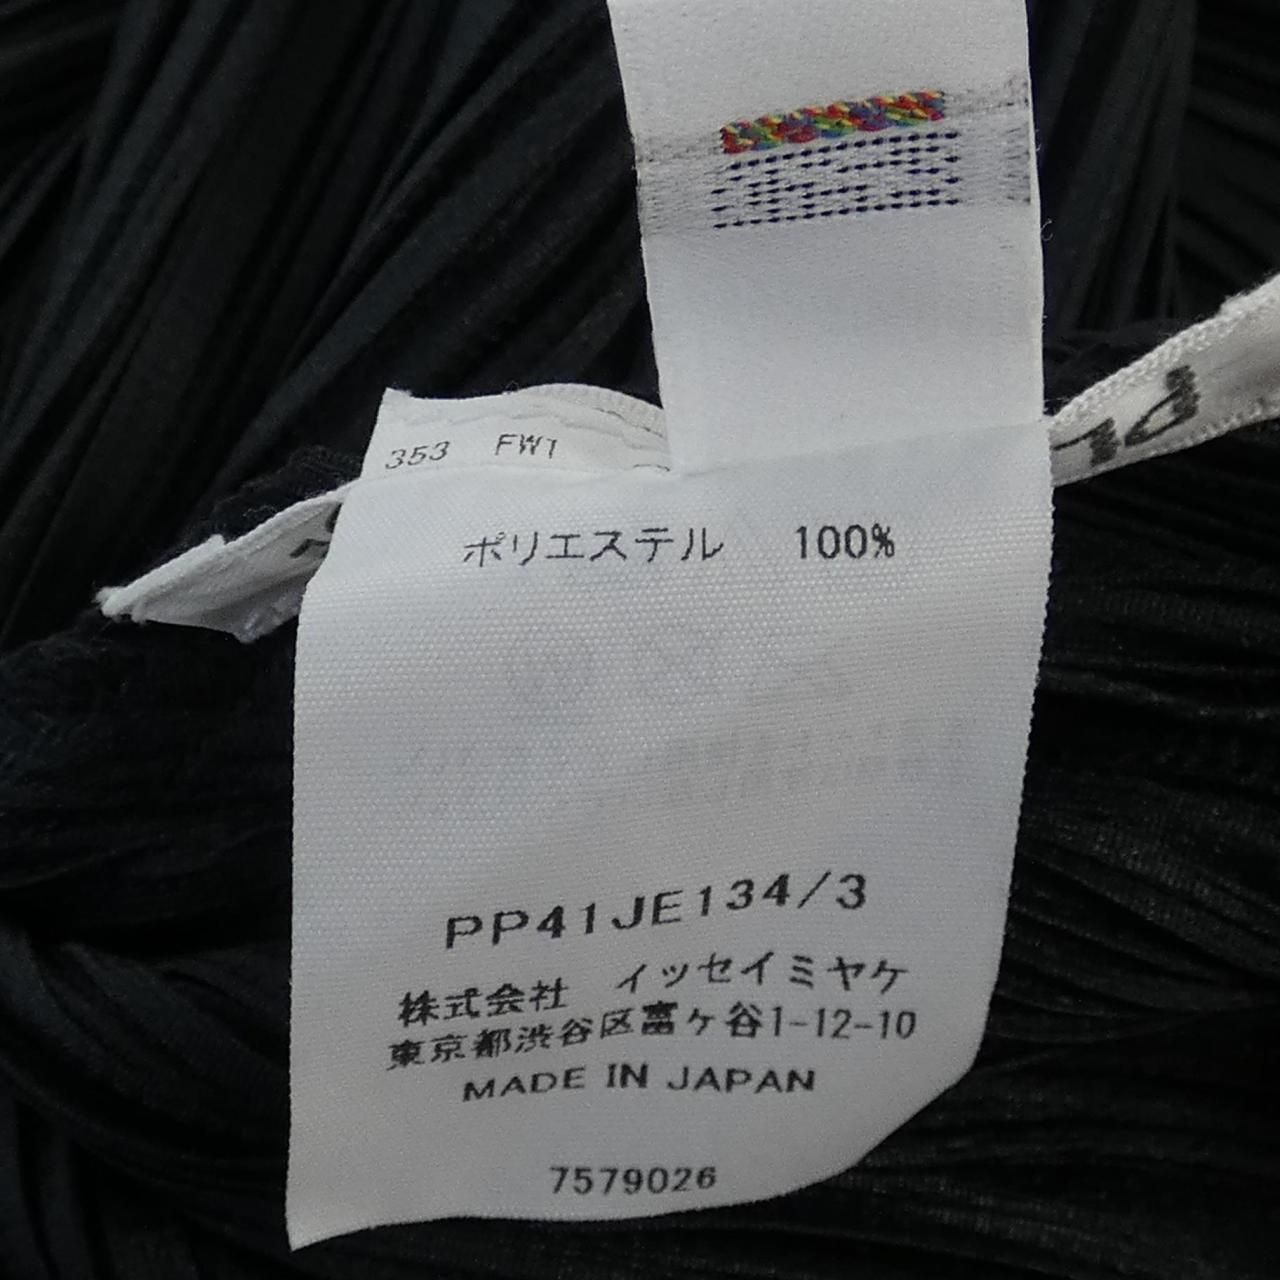 353 FW1
ポリエステル 100%
PP41JE134/3
株式会社 イッセイミヤケ
東京都渋谷区富ヶ谷1-12-10
MADE IN JAPAN
7579026